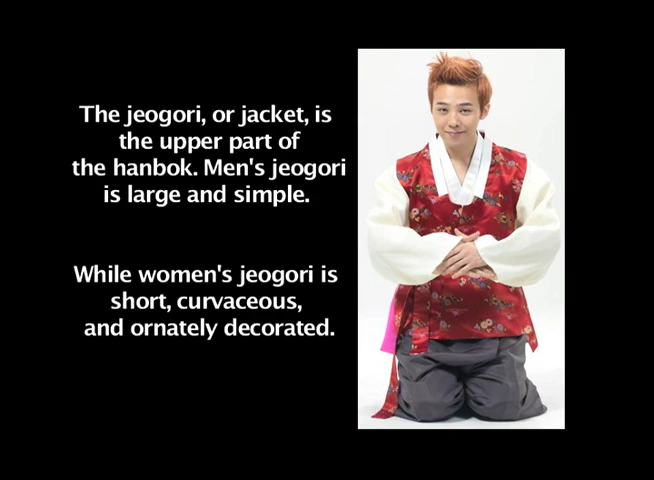 The jeogori, or jacket, is
the upper part of
the hanbok. Men's jeogori
is large and simple.
While women's jeogori is
short, curvaceous,
and ornately decorated.